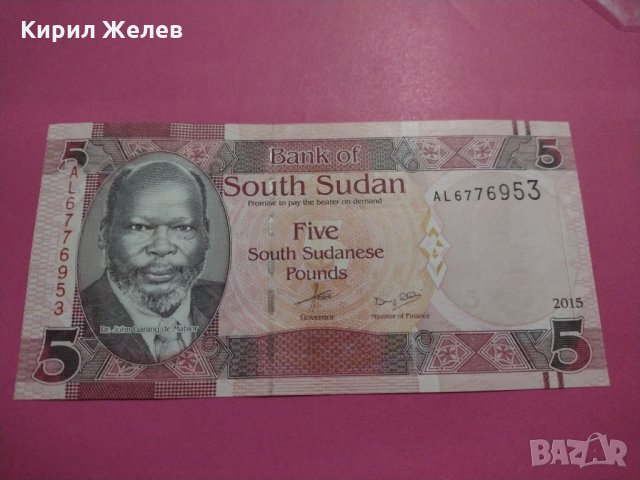 Кирил Желев
5
Bank of
South Sudan
Promise to pay the bearer on demand
Five
South Sudanese
Pounds
Governor
Minister of Finance
AL6776953
5
2015
AL6776953
Dr. John Garang de Mabior
5
5
BAZAR